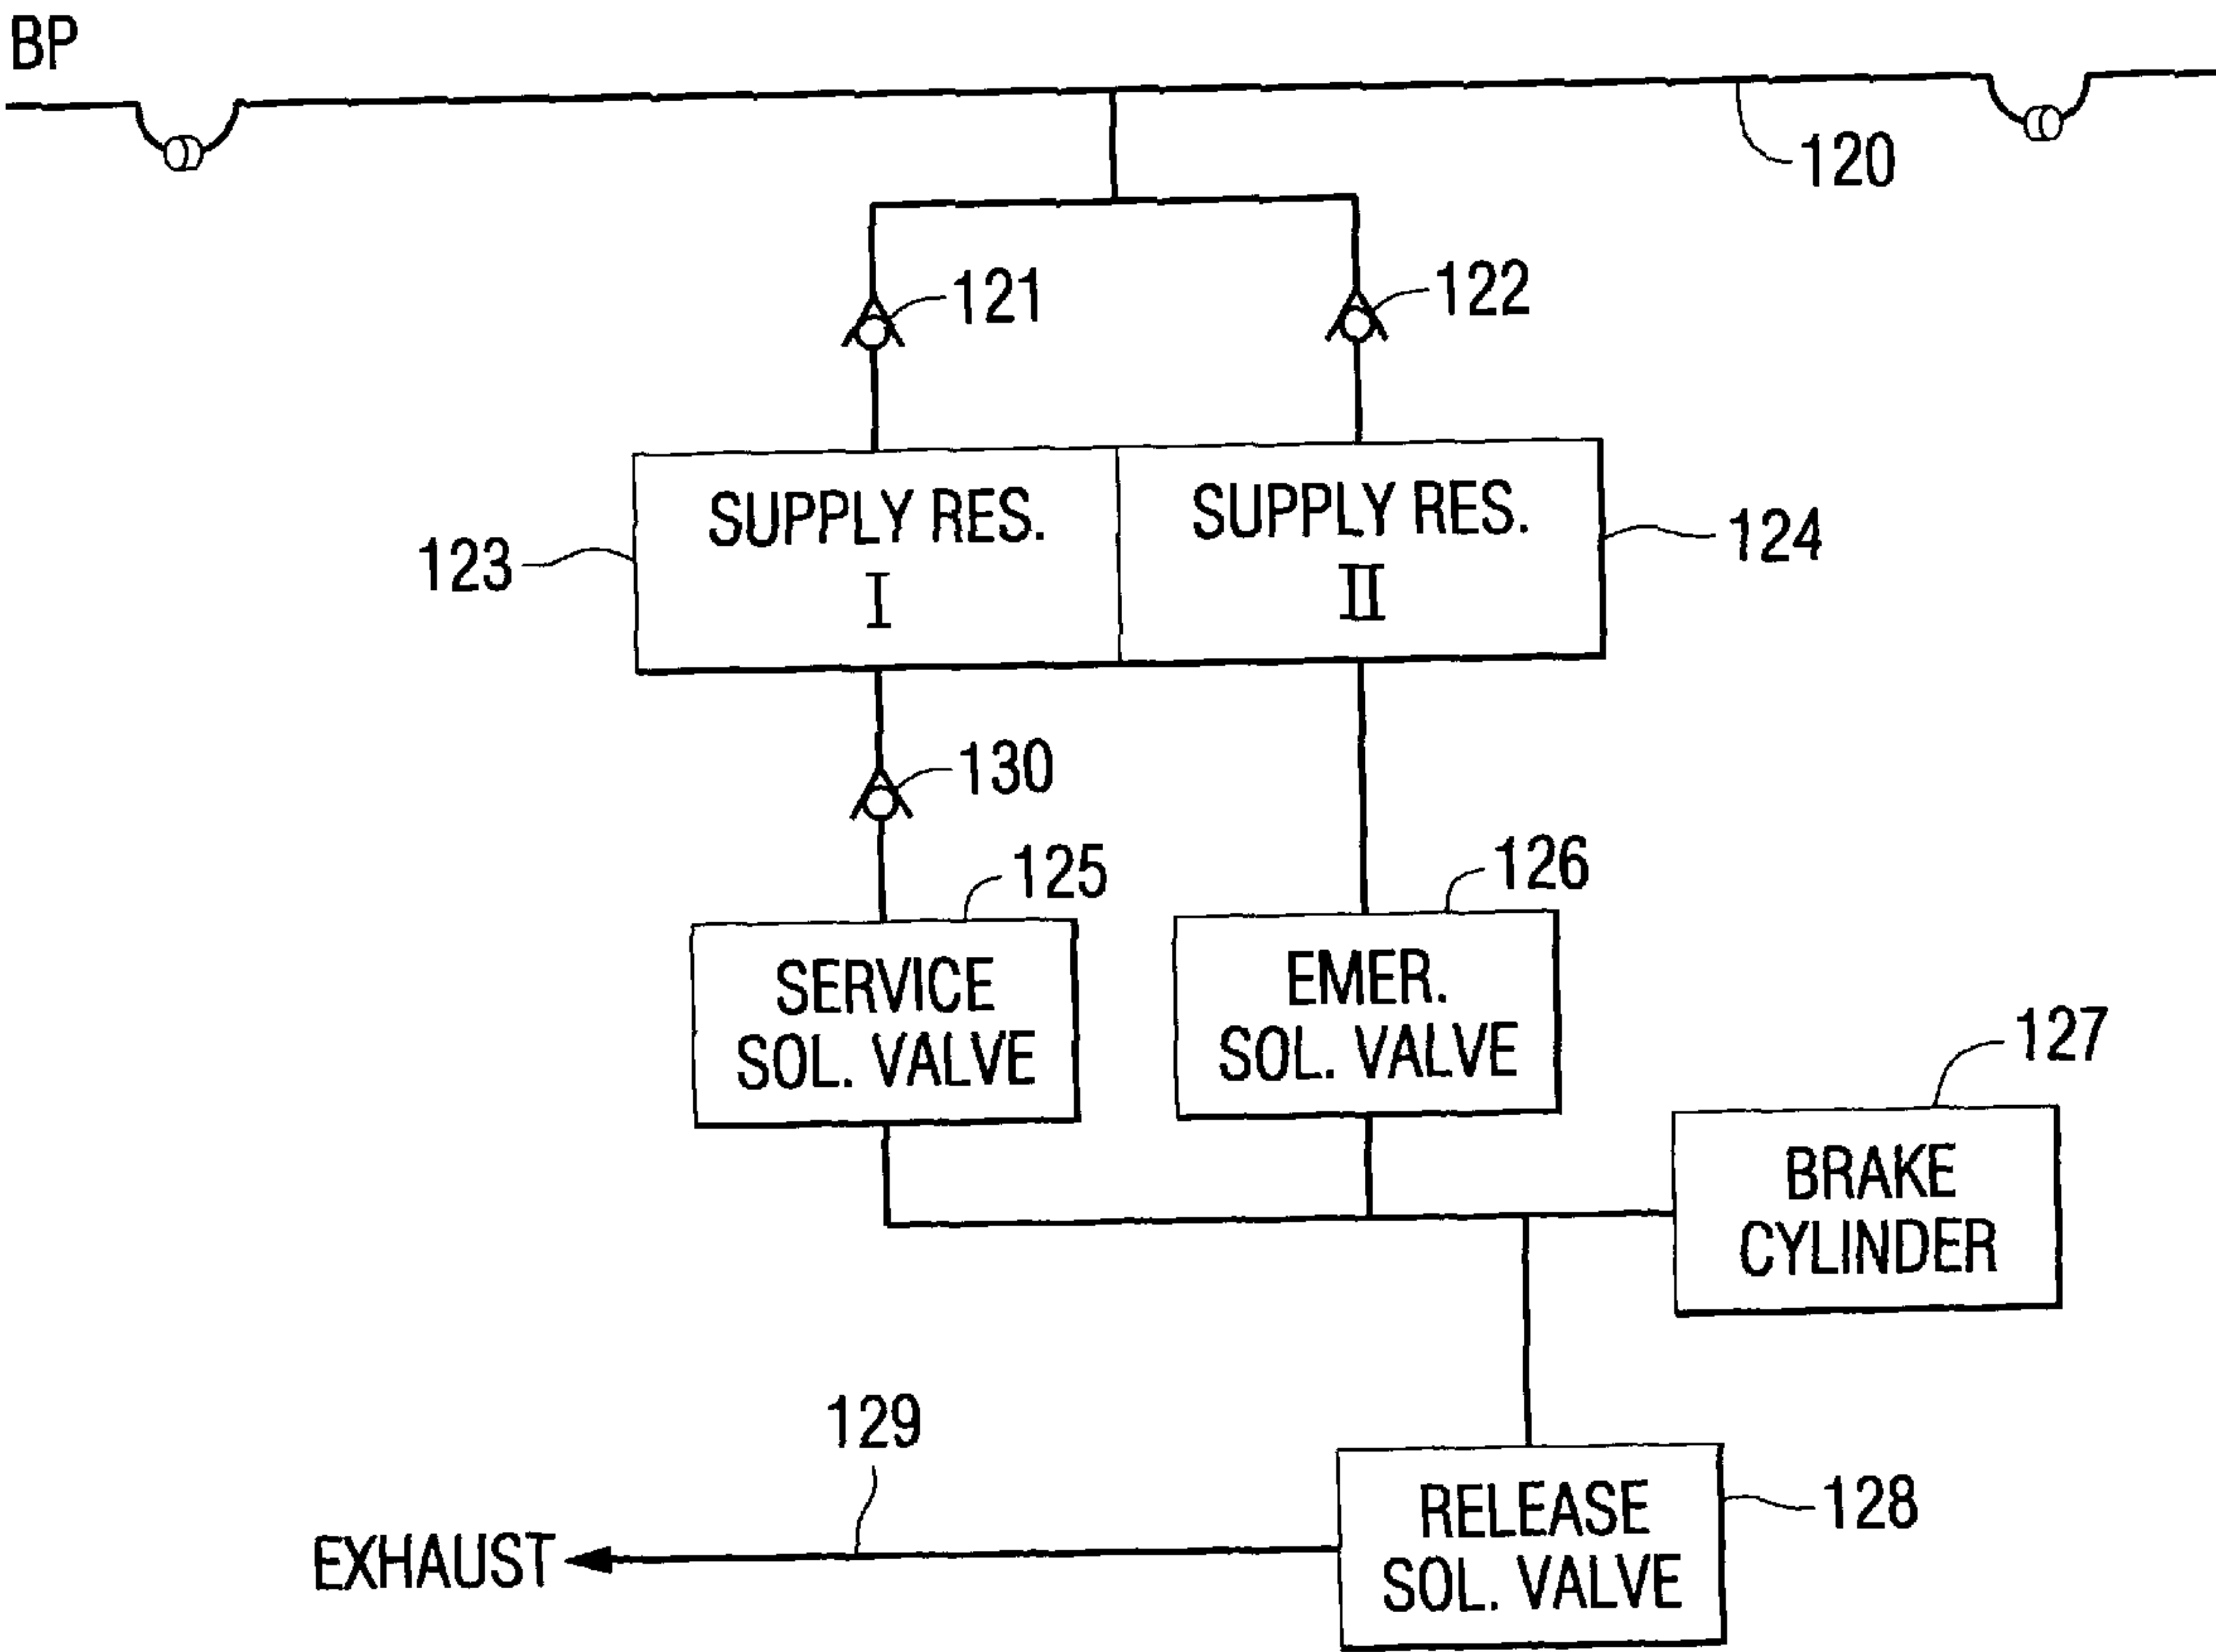 BP
120
121
122
SUPPLY RES.
I
SUPPLY RES.
II
123
124
130
125
126
SERVICE
SOL. VALVE
EMER.
SOL. VALVE
127
BRAKE
CYLINDER
129
EXHAUST
RELEASE
SOL. VALVE
128